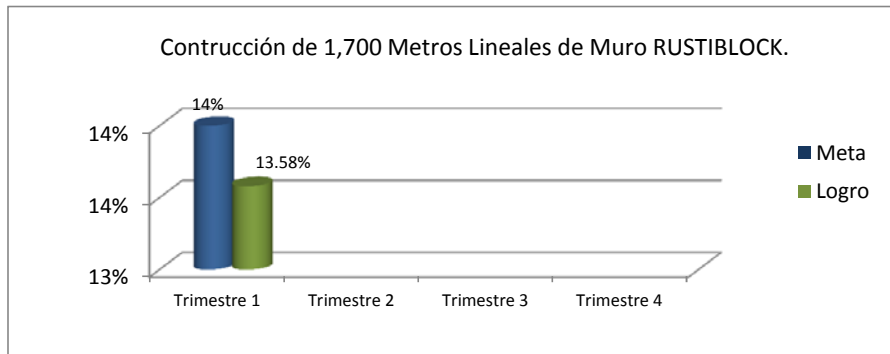 Contrucción de 1,700 Metros Lineales de Muro RUSTIBLOCK.
14%
14%
13.58%
14%
13%
Meta
Logro
Trimestre 1 Trimestre 2 Trimestre 3 Trimestre 4